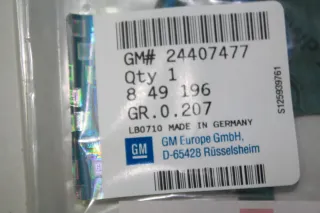 GM# 24407477
Qty 1
8 49 196
GR.0.207
LB0710 MADE IN GERMANY
GM
GM Europe GmbH,
D-65428 Rüsselsheim
S125939761